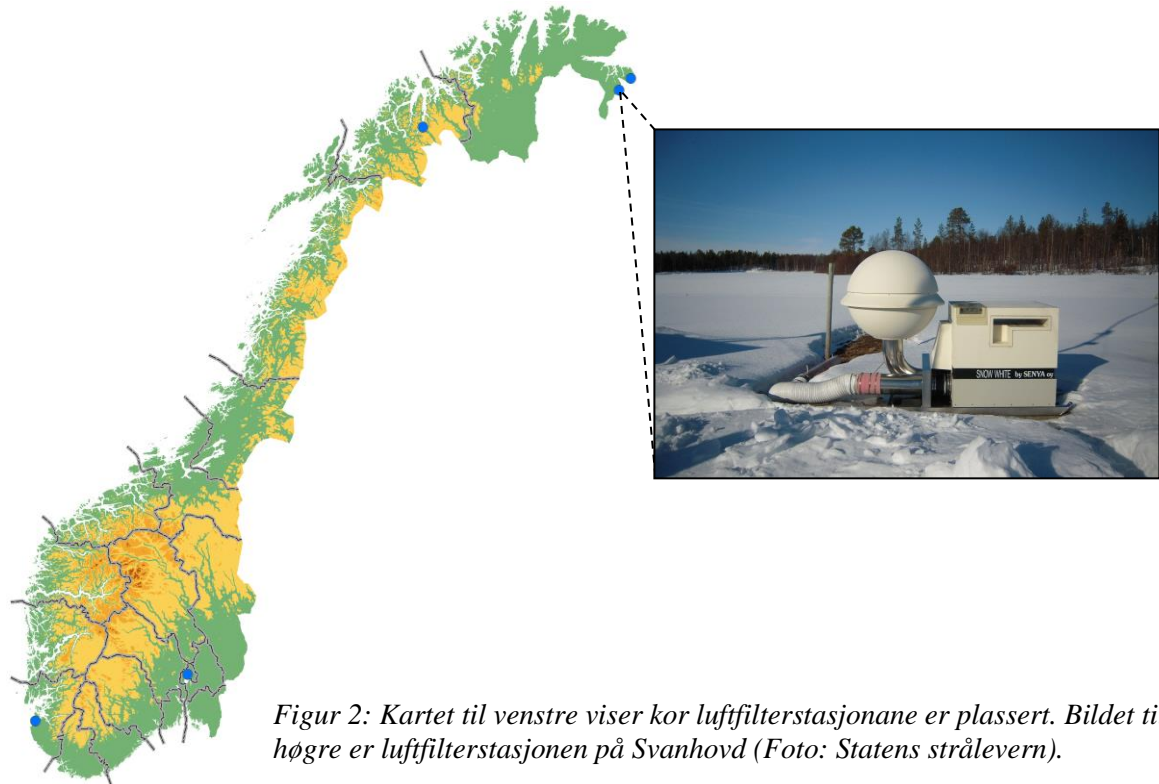 SNOW WHITE by SENYA oy
Figur 2: Kartet til venstre viser kor luftfilterstasjonane er plassert. Bildet ti
høgre er luftfilterstasjonen på Svanhovd (Foto: Statens strålevern).